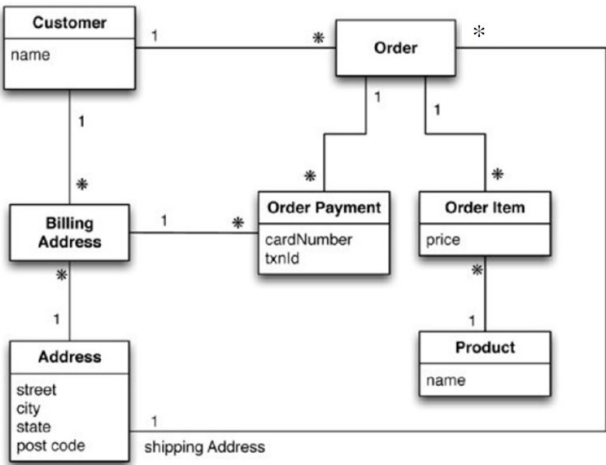 Customer
name
1
*
Order
*
1
1
1
*
*
*
Billing
Address
1
*
Order Payment
cardNumber
txnId
Order Item
price
*
*
1
1
Address
street
city
state
post code
Product
name
1
shipping Address